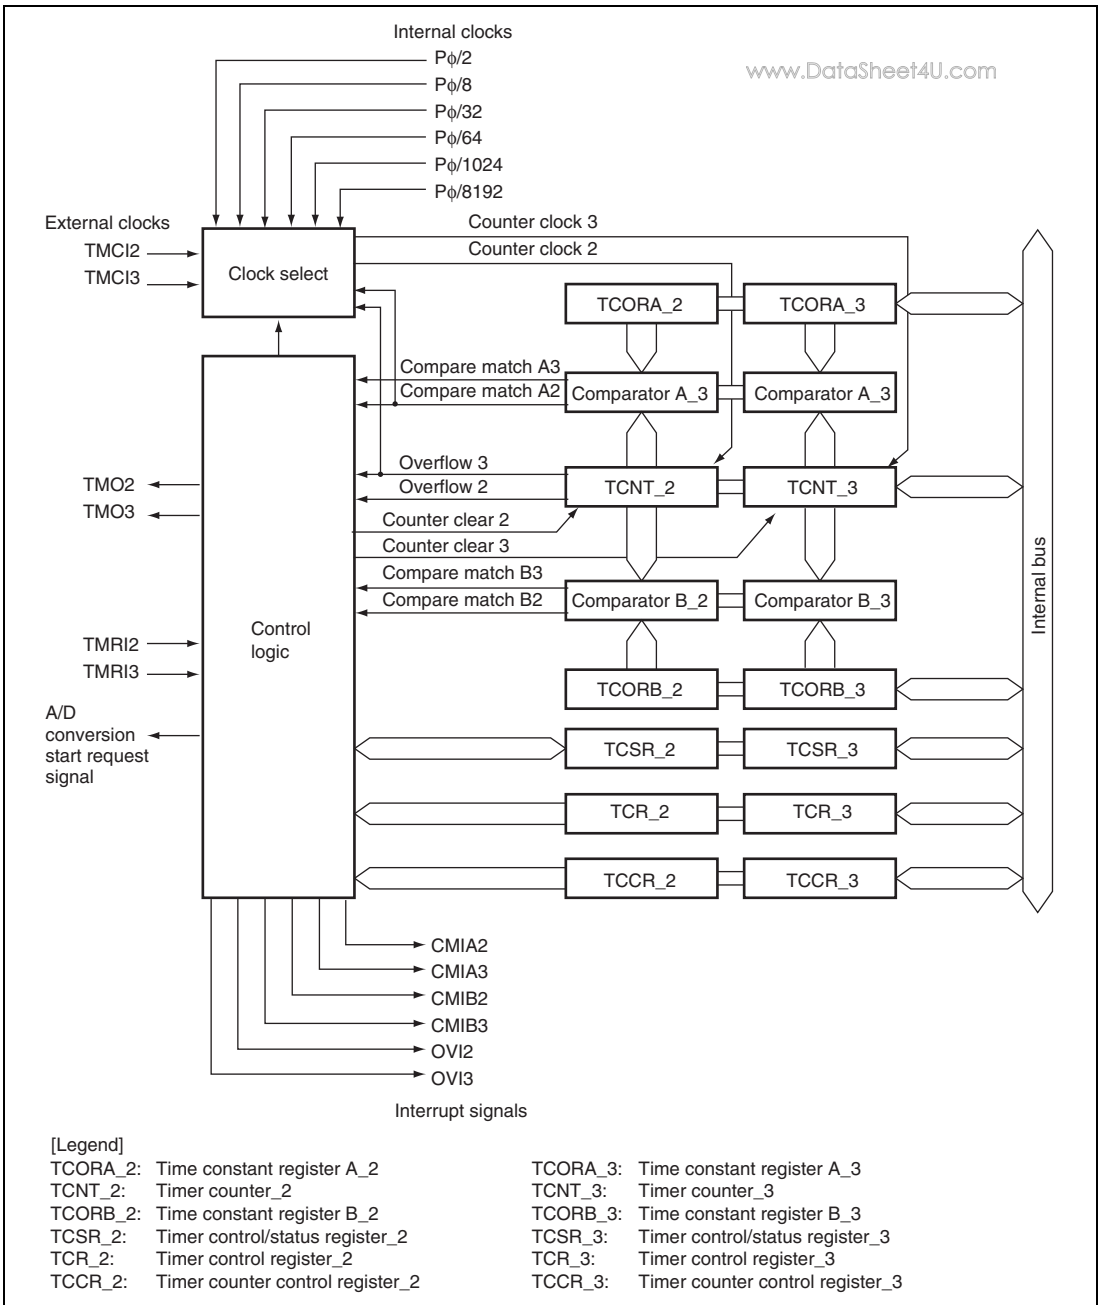 Internal clocks
Pϕ/2
www.DataSheet4U.com
Pϕ/8
Pϕ/32
Pϕ/64
Pϕ/1024
Pϕ/8192
External clocks
TMCI2
TMCI3
Clock select
Counter clock 3
Counter clock 2
TCORA_2
TCORA_3
Compare match A3
Compare match A2
Comparator A_3
Comparator A_3
Overflow 3
Overflow 2
TCNT_2
TCNT_3
TMO2
TMO3
Counter clear 2
Counter clear 3
Compare match B3
Compare match B2
Comparator B_2
Comparator B_3
Internal bus
Control
logic
TMRI2
TMRI3
TCORB_2
TCORB_3
A/D
conversion
start request
signal
TCSR_2
TCSR_3
TCR_2
TCR_3
TCCR_2
TCCR_3
CMIA2
CMIA3
CMIB2
CMIB3
OVI2
OVI3
Interrupt signals
[Legend]
TCORA_2: Time constant register A_2
TCORA_3: Time constant register A_3
TCNT_2: Timer counter_2
TCNT_3: Timer counter_3
TCORB_2: Time constant register B_2
TCORB_3: Time constant register B_3
TCSR_2: Timer control/status register_2
TCSR_3: Timer control/status register_3
TCR_2: Timer control register_2
TCR_3: Timer control register_3
TCCR_2: Timer counter control register_2
TCCR_3: Timer counter control register_3